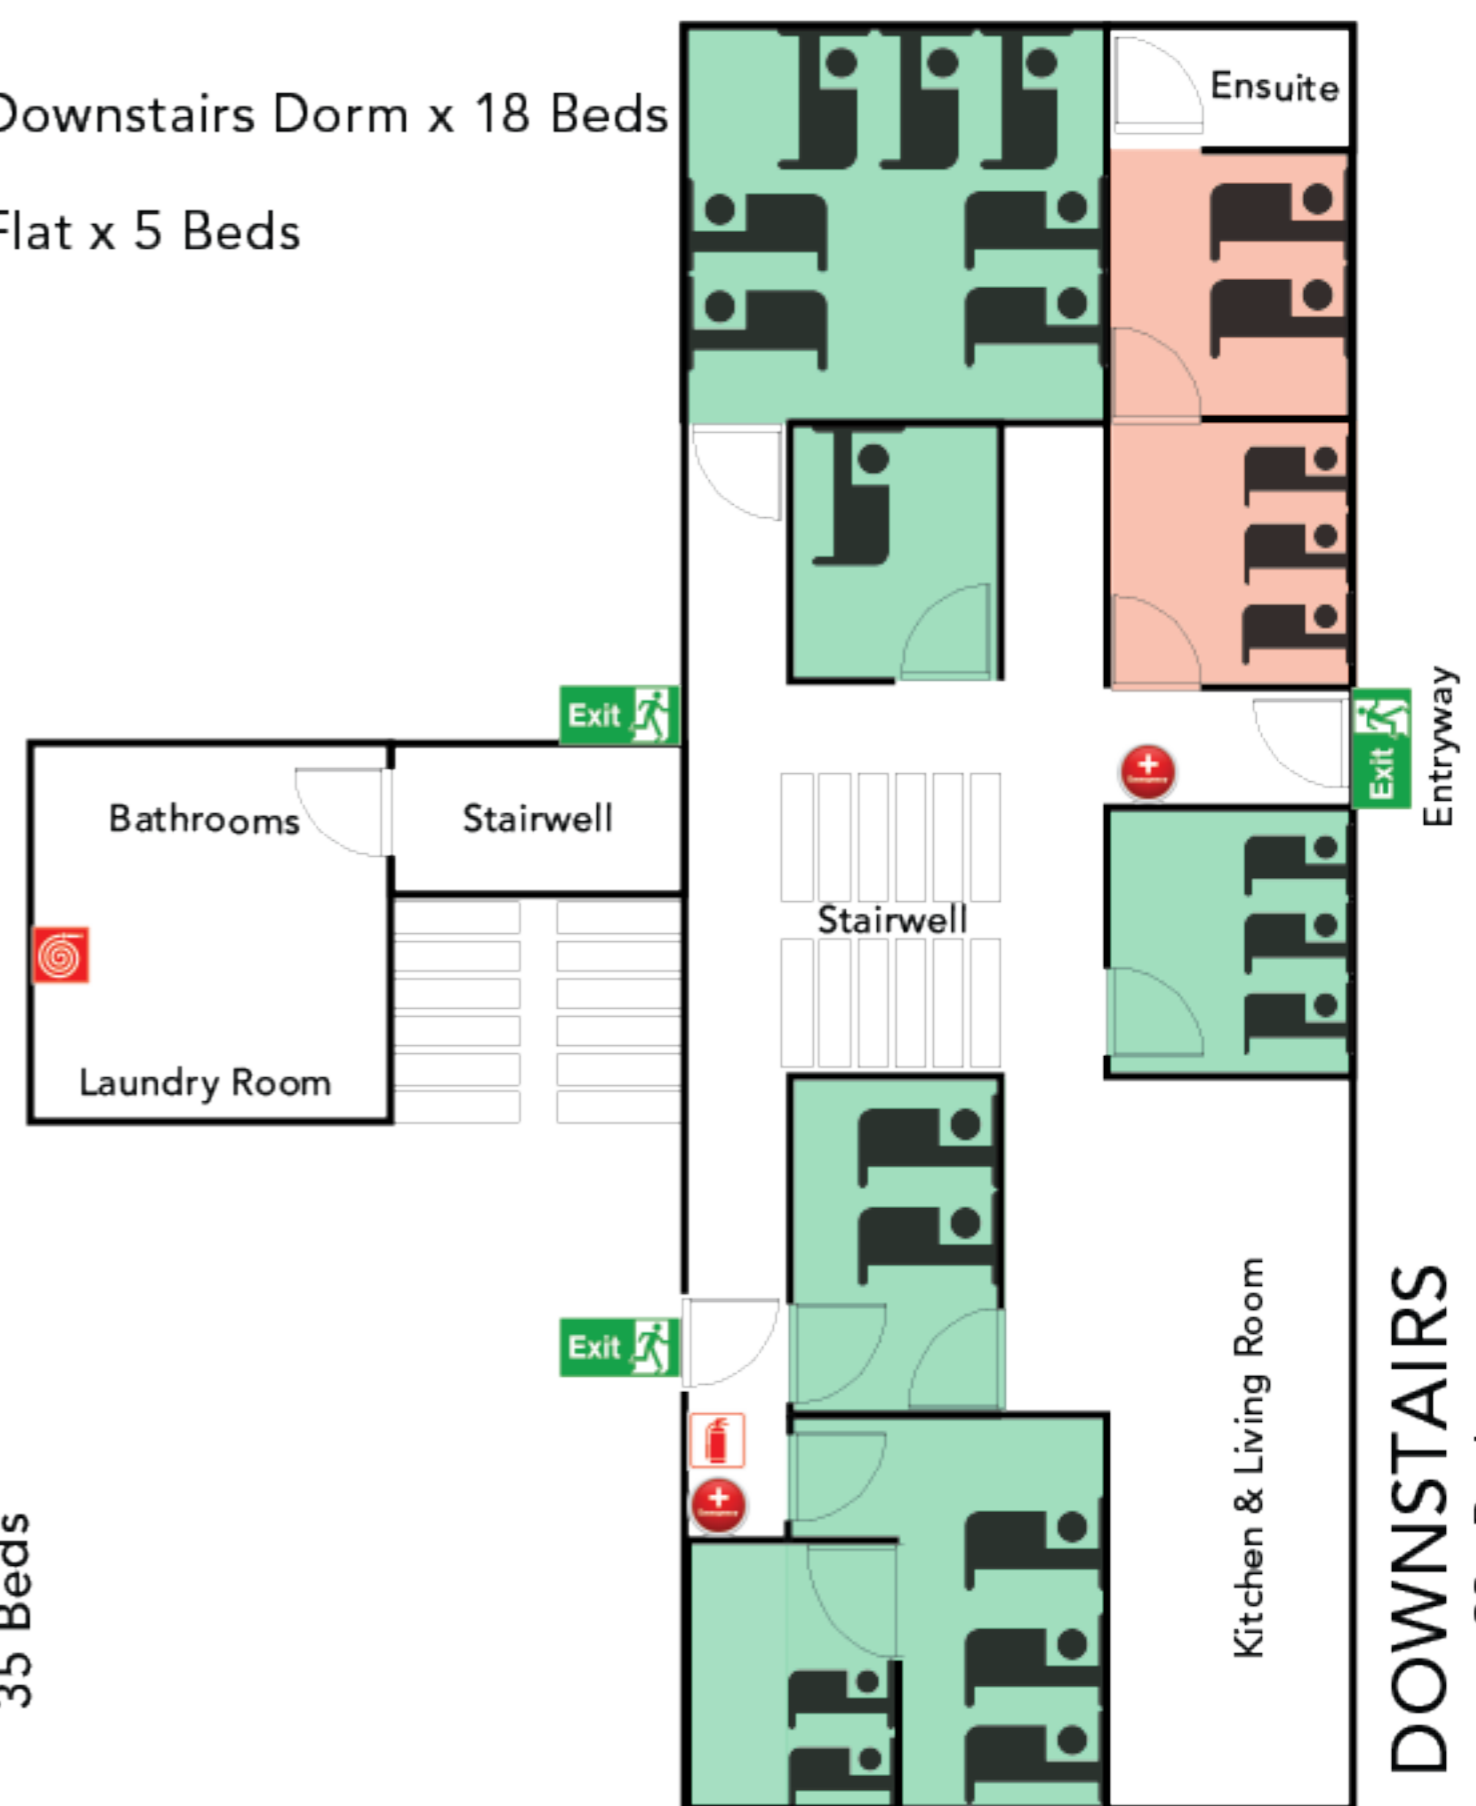 Downstairs Dorm x 18 Beds
Flat x 5 Beds
Ensuite
Exit
Exit
Entryway
Bathrooms
Stairwell
Stairwell
Laundry Room
Exit
Kitchen & Living Room
DOWNSTAIRS
35 Beds